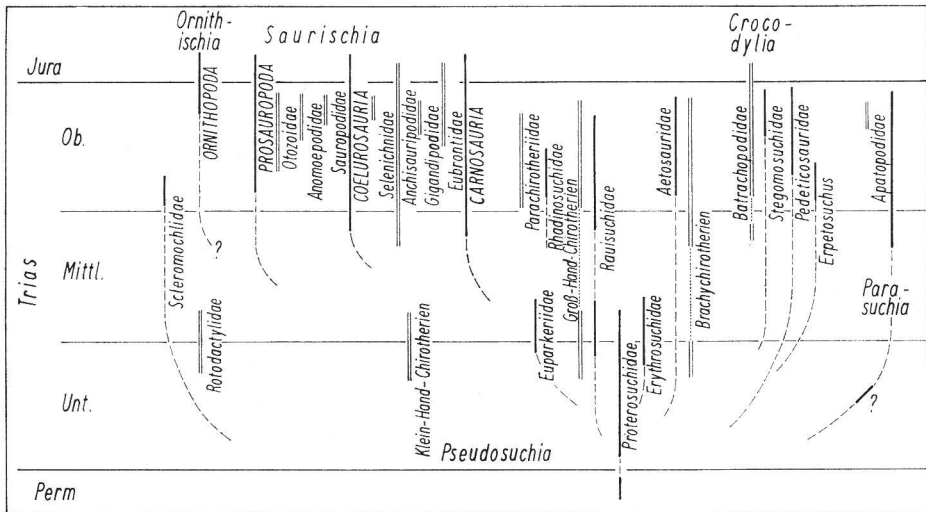 Ornith-
ischia
Saurischia
Croco-
dylia
Jura
Trias
Ob.
Mittl.
Unt.
Perm
Scleromochlidae
Rotodactylidae
ORNITHOPODA
?
PROSAUROPODA
Otozoidae
Anomoepodidae
Sauropodidae
COELUROSAURIA
Selenichnidae
Anchisauripodidae
Gigandipodidae
Eubrontidae
CARNOSAURIA
Klein-Hand-Chirotherien
Parachirotheriidae
Rhadinosuchidae
Groß-Hand-Chirotherien
Euparkeriidae
Rauisuchidae
Proterosuchidae,
Erythrosuchidae
Aetosauridae
Brachychirotherien
Batrachopodidae
Stegomosuchidae
Pedeticosauridae
Erpetosuchus
Apatopodidae
Para-
suchia
?
Pseudosuchia